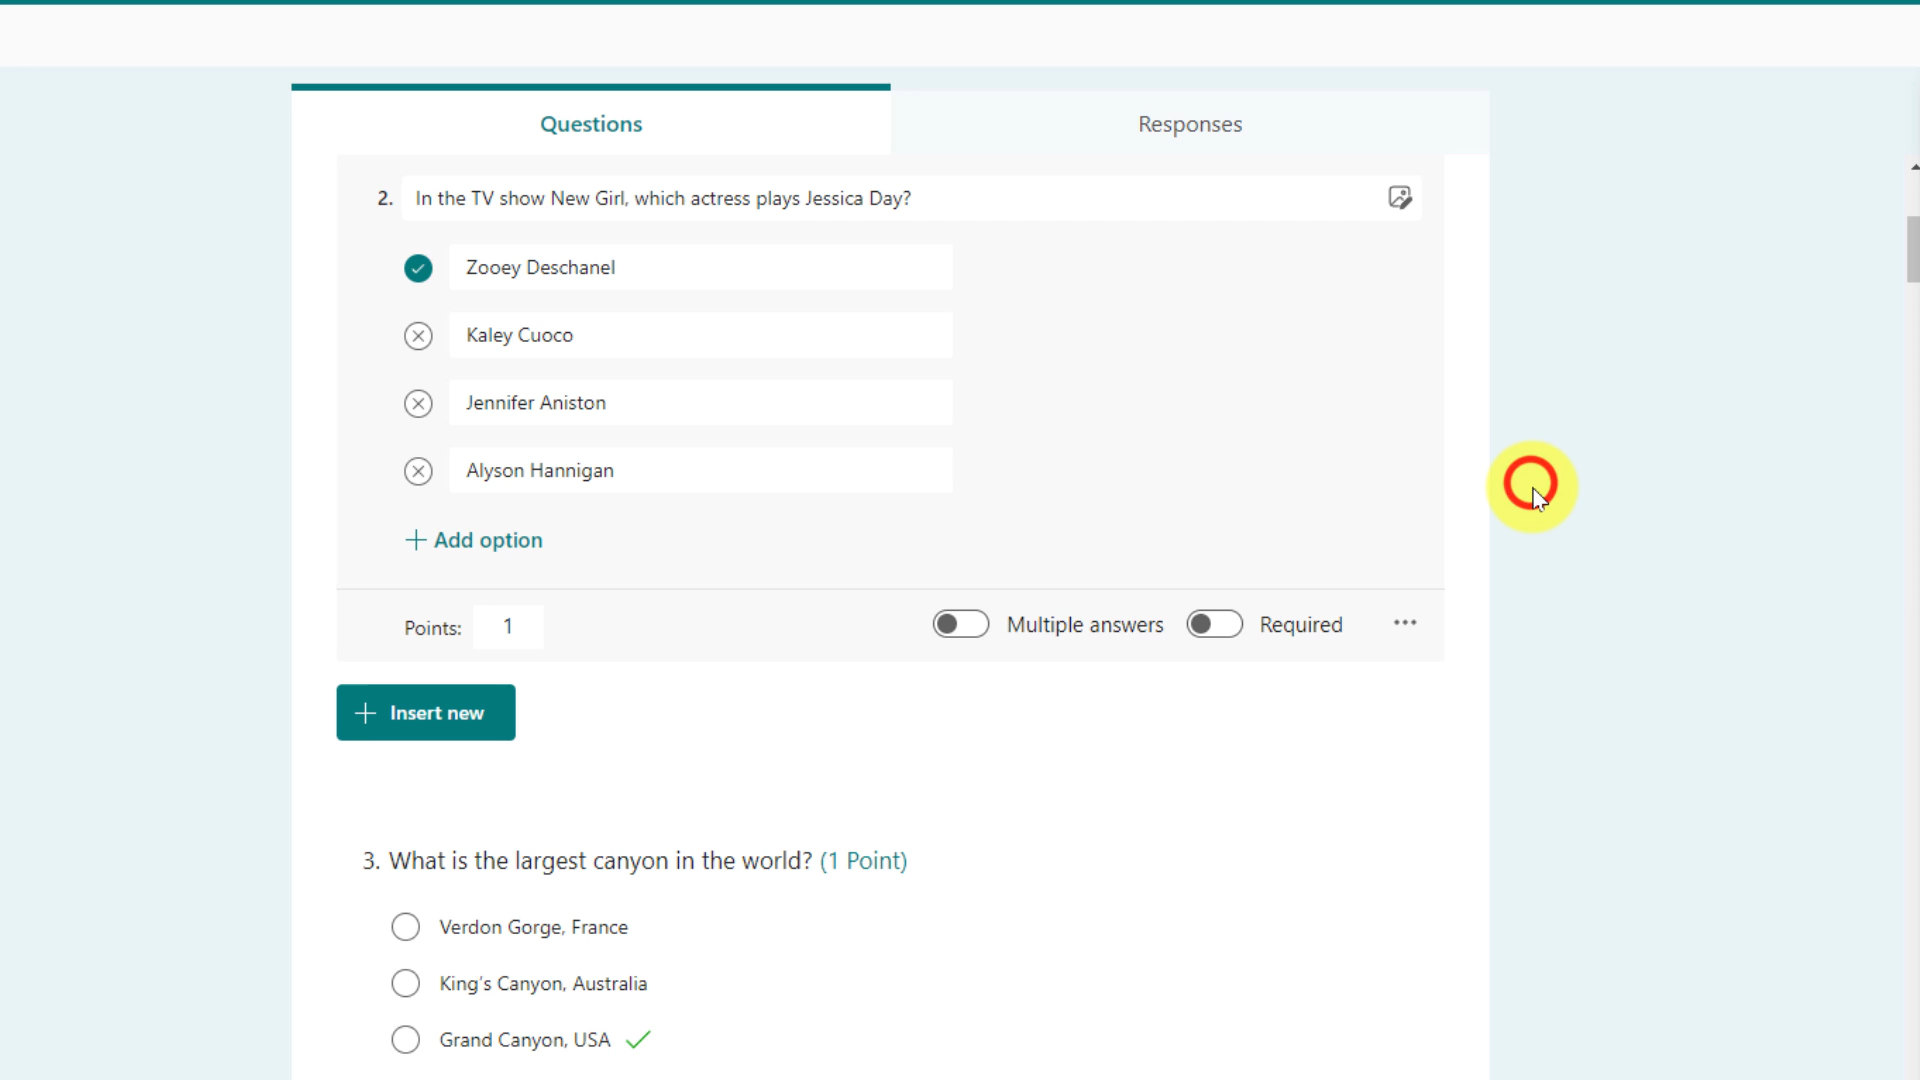 Questions
Responses
2. In the TV show New Girl, which actress plays Jessica Day?
Zooey Deschanel
Kaley Cuoco
Jennifer Aniston
Alyson Hannigan
+ Add option
Points: 1 Multiple answers Required ...
+ Insert new
3. What is the largest canyon in the world? (1 Point)
Verdon Gorge, France
King's Canyon, Australia
Grand Canyon, USA